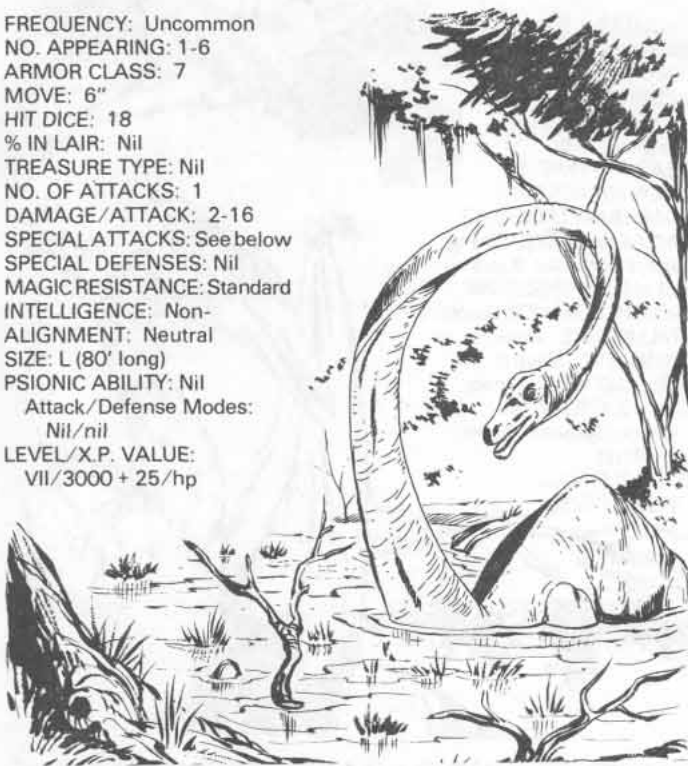 FREQUENCY: Uncommon
NO. APPEARING: 1-6
ARMOR CLASS: 7
MOVE: 6"
HIT DICE: 18
% IN LAIR: Nil
TREASURE TYPE: Nil
NO. OF ATTACKS: 1
DAMAGE/ATTACK: 2-16
SPECIAL ATTACKS: See below
SPECIAL DEFENSES: Nil
MAGIC RESISTANCE: Standard
INTELLIGENCE: Non-
ALIGNMENT: Neutral
SIZE: L (80' long)
PSIONIC ABILITY: Nil
Attack/Defense Modes:
Nil/nil
LEVEL/X.P. VALUE:
VII/3000 + 25/hp